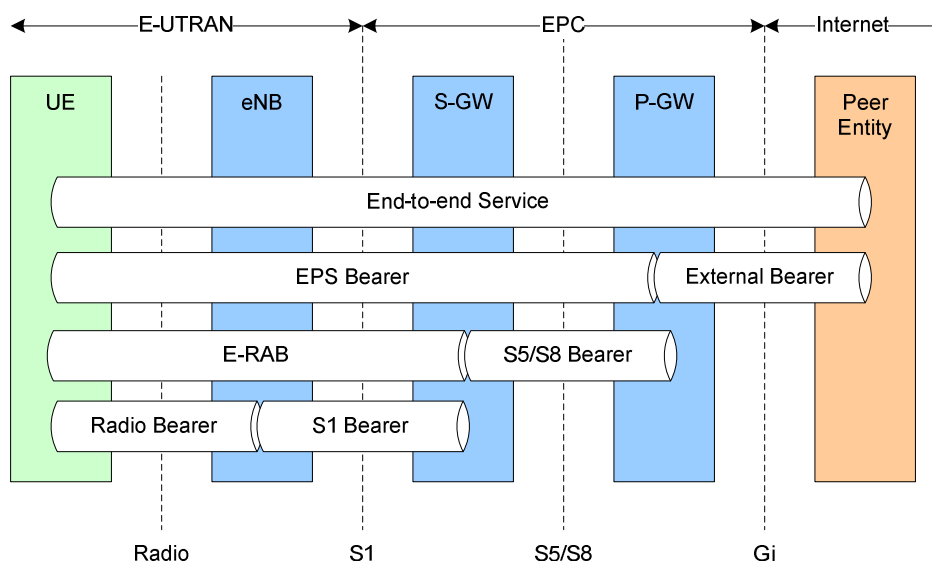 E-UTRAN EPC Internet
UE eNB S-GW P-GW Peer
Entity
End-to-end Service
EPS Bearer External Bearer
E-RAB S5/S8 Bearer
Radio Bearer S1 Bearer
Radio S1 S5/S8 Gi